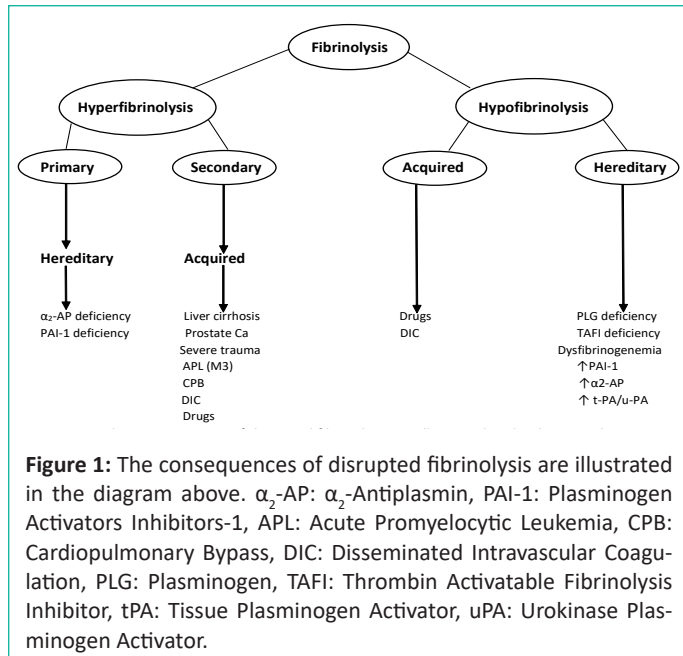 Fibrinolysis
Hyperfibrinolysis Hypofibrinolysis
Primary Secondary Acquired Hereditary
Hereditary Acquired
α₂-AP deficiency Liver cirrhosis Drugs PLG deficiency
PAI-1 deficiency Prostate Ca DIC TAFI deficiency
Severe trauma Dysfibrinogenemia
APL (M3) ↑PAI-1
CPB ↑α2-AP
DIC ↑ t-PA/u-PA
Drugs
Figure 1: The consequences of disrupted fibrinolysis are illustrated
in the diagram above. α₂-AP: α₂-Antiplasmin, PAI-1: Plasminogen
Activators Inhibitors-1, APL: Acute Promyelocytic Leukemia, CPB:
Cardiopulmonary Bypass, DIC: Disseminated Intravascular Coagu-
lation, PLG: Plasminogen, TAFI: Thrombin Activatable Fibrinolysis
Inhibitor, tPA: Tissue Plasminogen Activator, uPA: Urokinase Plas-
minogen Activator.